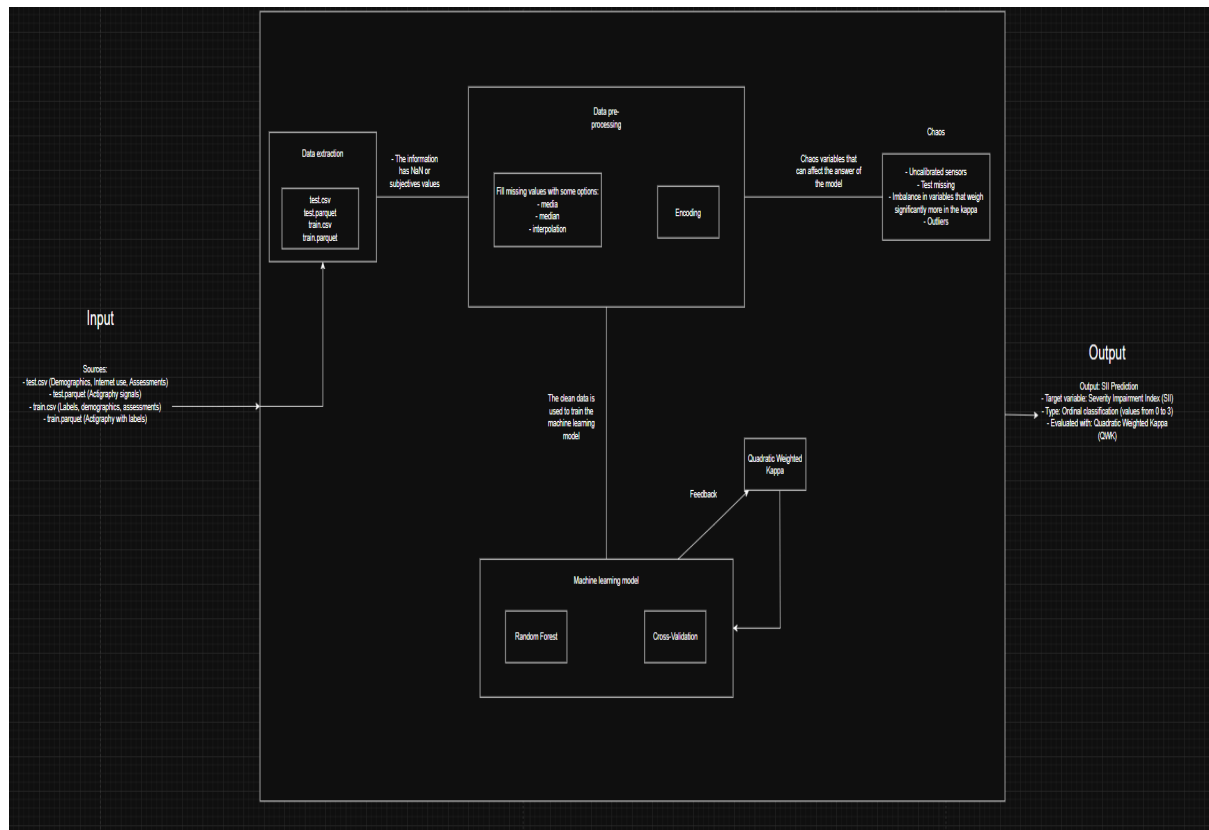 Input
Sources:
- test.csv (Demographics, Internet use, Assessments)
- test.parquet (Actigraphy signals)
- train.csv (Labels, demographics, assessments)
- train.parquet (Actigraphy with labels)
Data extraction
test.csv
test.parquet
train.csv
train.parquet
- The information
has NaN or
subjectives values
Data pre-
processing
Fill missing values with some options:
- media
- median
- interpolation
Encoding
Chaos variables that
can affect the answer of
the model
Chaos
- Uncalibrated sensors
- Test missing
- Imbalance in variables that weigh
significantly more in the kappa
- Outliers
The clean data is
used to train the
machine learning
model
Quadratic Weighted
Kappa
Feedback
Machine learning model
Random Forest
Cross-Validation
Output
Output: SII Prediction
- Target variable: Severity Impairment Index (SII)
- Type: Ordinal classification (values from 0 to 3)
- Evaluated with: Quadratic Weighted Kappa
(QWK)